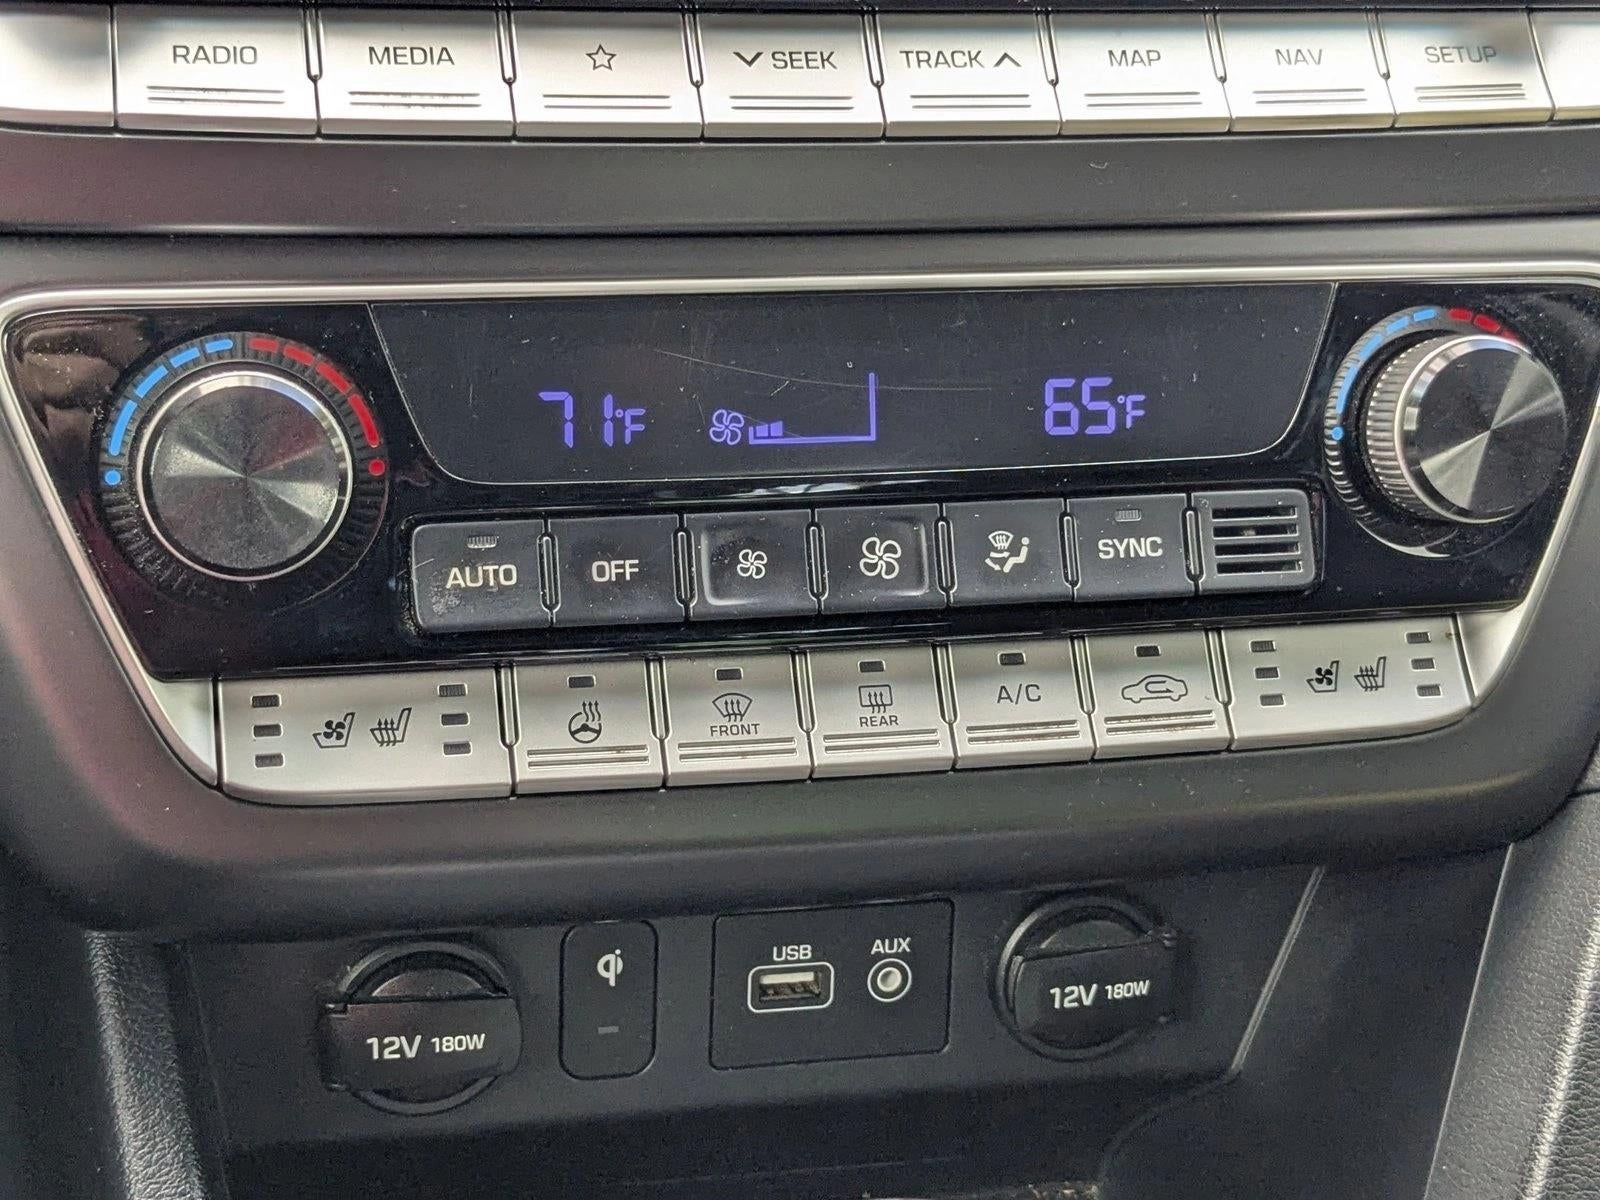 RADIO MEDIA SEEK TRACK MAP NAV SETUP
71°F 65°F
AUTO OFF SYNC
FRONT REAR A/C
qi USB AUX
12V 180W 12V 180W